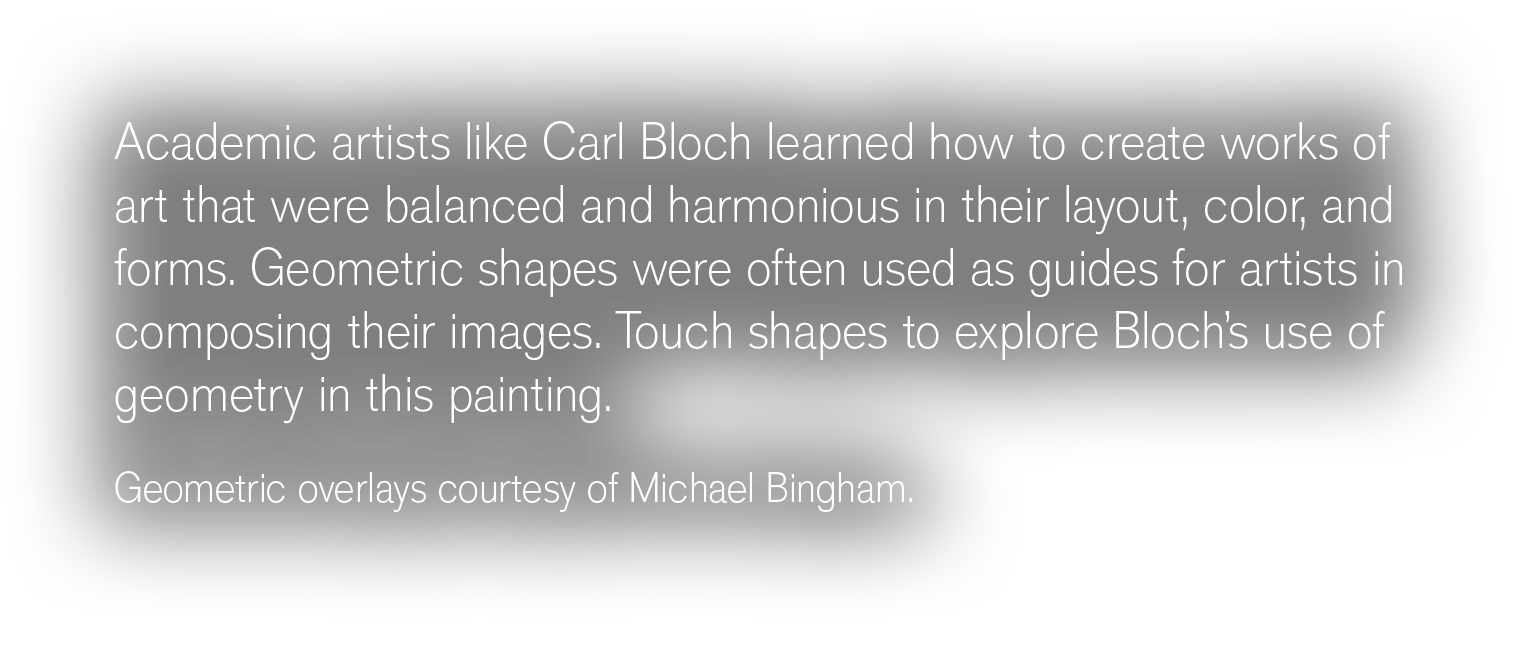 Academic artists like Carl Bloch learned how to create works of
art that were balanced and harmonious in their layout, color, and
forms. Geometric shapes were often used as guides for artists in
composing their images. Touch shapes to explore Bloch’s use of
geometry in this painting.
Geometric overlays courtesy of Michael Bingham.